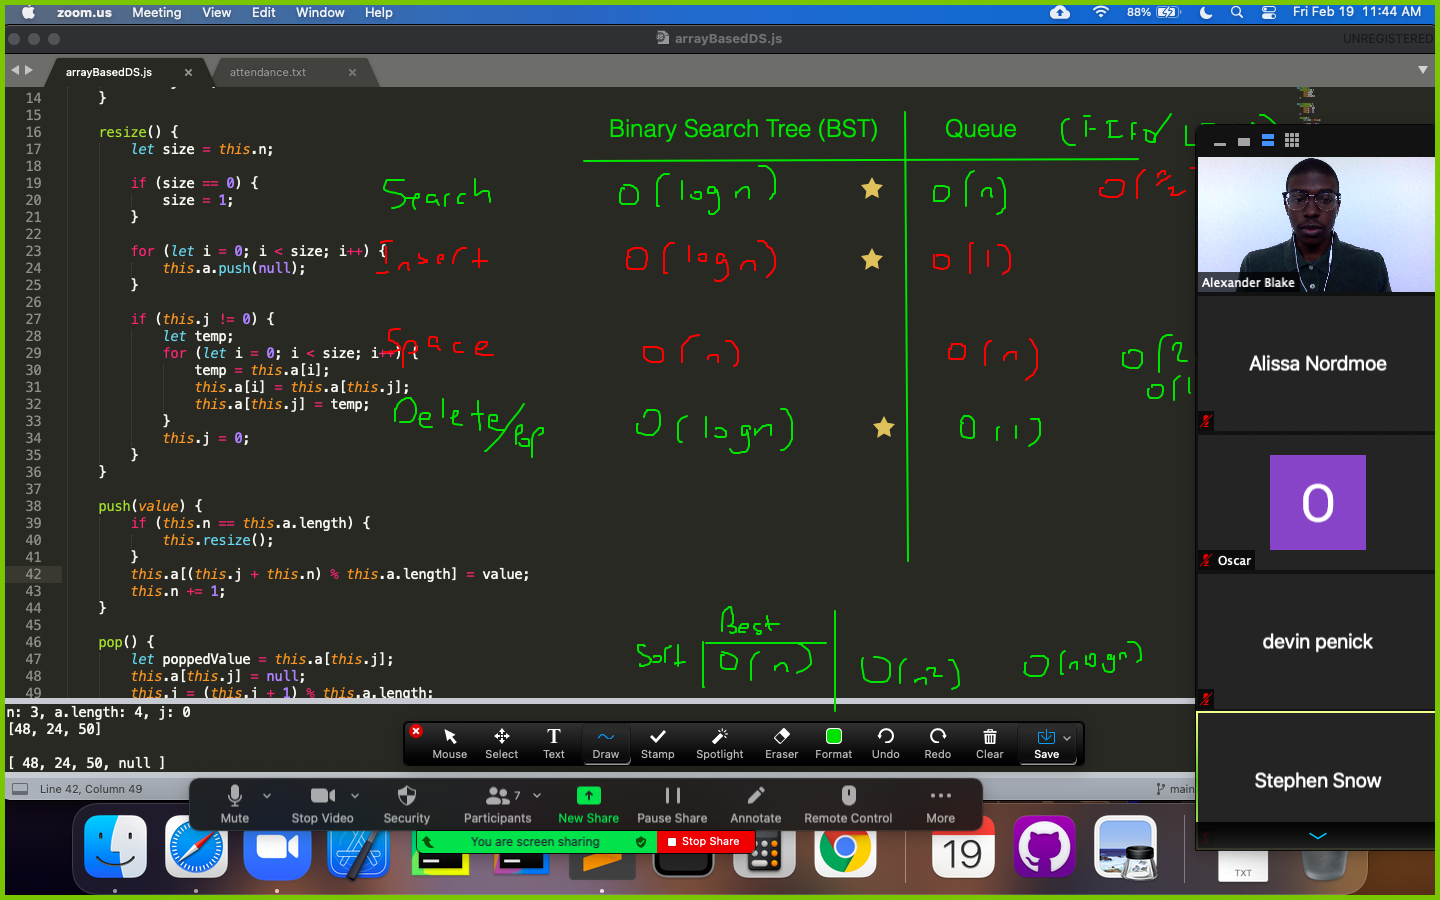 zoom.us Meeting View Edit Window Help 88% Fri Feb 19 11:44 AM
arrayBasedDS.js UNREGISTERED
arrayBasedDS.js × attendance.txt ×
14 }
15
16 resize() {
17 let size = this.n;
18
19 if (size == 0) {
20 size = 1;
21 }
22
23 for (let i = 0; i < size; i++) {
24 this.a.push(null);
25 }
26
27 if (this.j != 0) {
28 let temp;
29 for (let i = 0; i < size; i++) {
30 temp = this.a[i];
31 this.a[i] = this.a[this.j];
32 this.a[this.j] = temp;
33 }
34 this.j = 0;
35 }
36 }
37
38 push(value) {
39 if (this.n == this.a.length) {
40 this.resize();
41 }
42 this.a[(this.j + this.n) % this.a.length] = value;
43 this.n += 1;
44 }
45
46 pop() {
47 let poppedValue = this.a[this.j];
48 this.a[this.j] = null;
49 this.j = (this.j + 1) % this.a.length;
Binary Search Tree (BST) Queue (FIFO/
Search O(log n) O(n) O(n/2
Insert O(log n) O(1)
Space O(n) O(n) O(2
O(1
Delete/Pop O(logn) O(1)
Best
Sort O(n) O(n2) O(nlogn)
n: 3, a.length: 4, j: 0
[48, 24, 50]
[ 48, 24, 50, null ]
Mouse Select Text Draw Stamp Spotlight Eraser Format Undo Redo Clear Save
Line 42, Column 49 main
Mute Stop Video Security Participants 7 New Share Pause Share Annotate Remote Control More
You are screen sharing Stop Share
19 TXT
Alexander Blake
Alissa Nordmoe
O
Oscar
devin penick
Stephen Snow